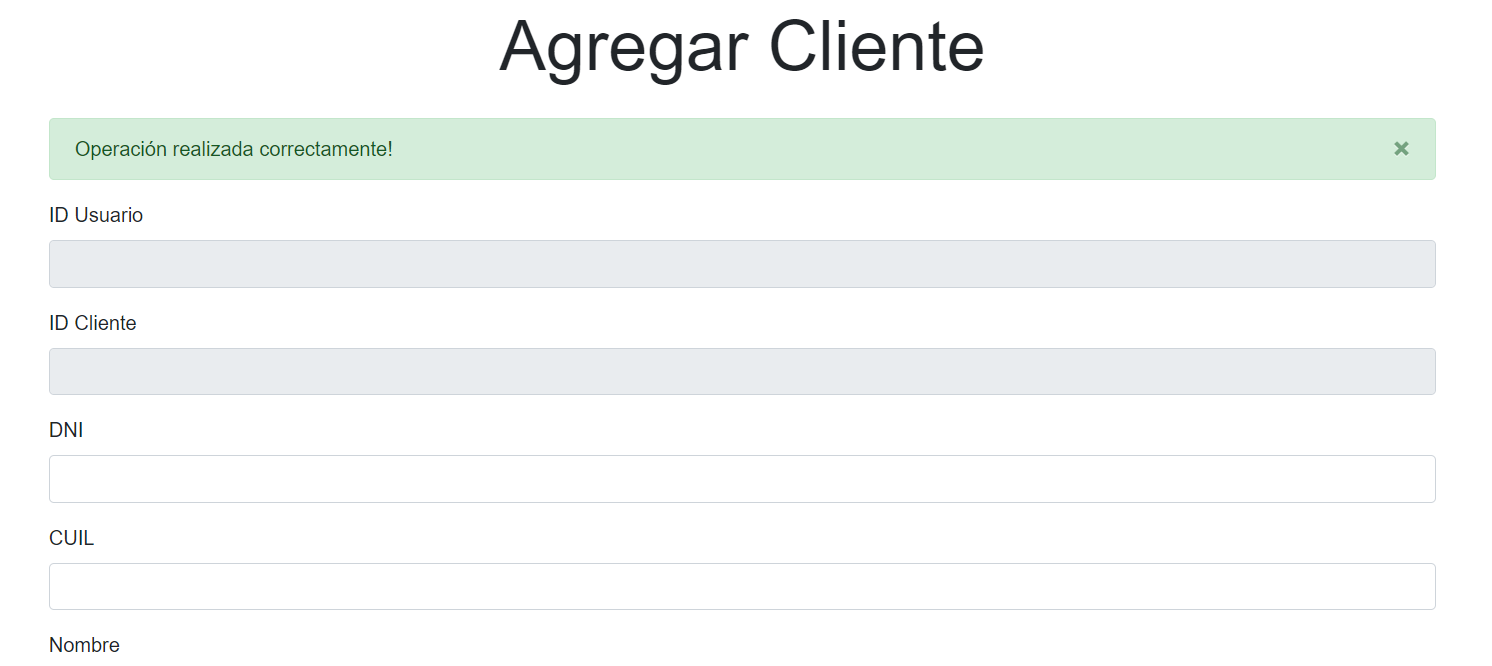 Agregar Cliente
Operación realizada correctamente!
ID Usuario
ID Cliente
DNI
CUIL
Nombre